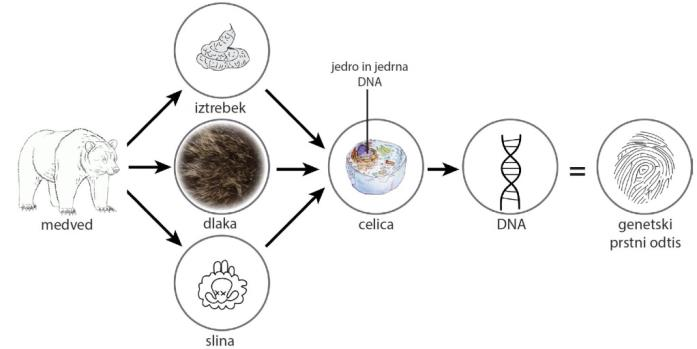 medved
iztrebek
dlaka
slina
jedro in jedrna
DNA
celica
DNA
=
genetski
prstni odtis